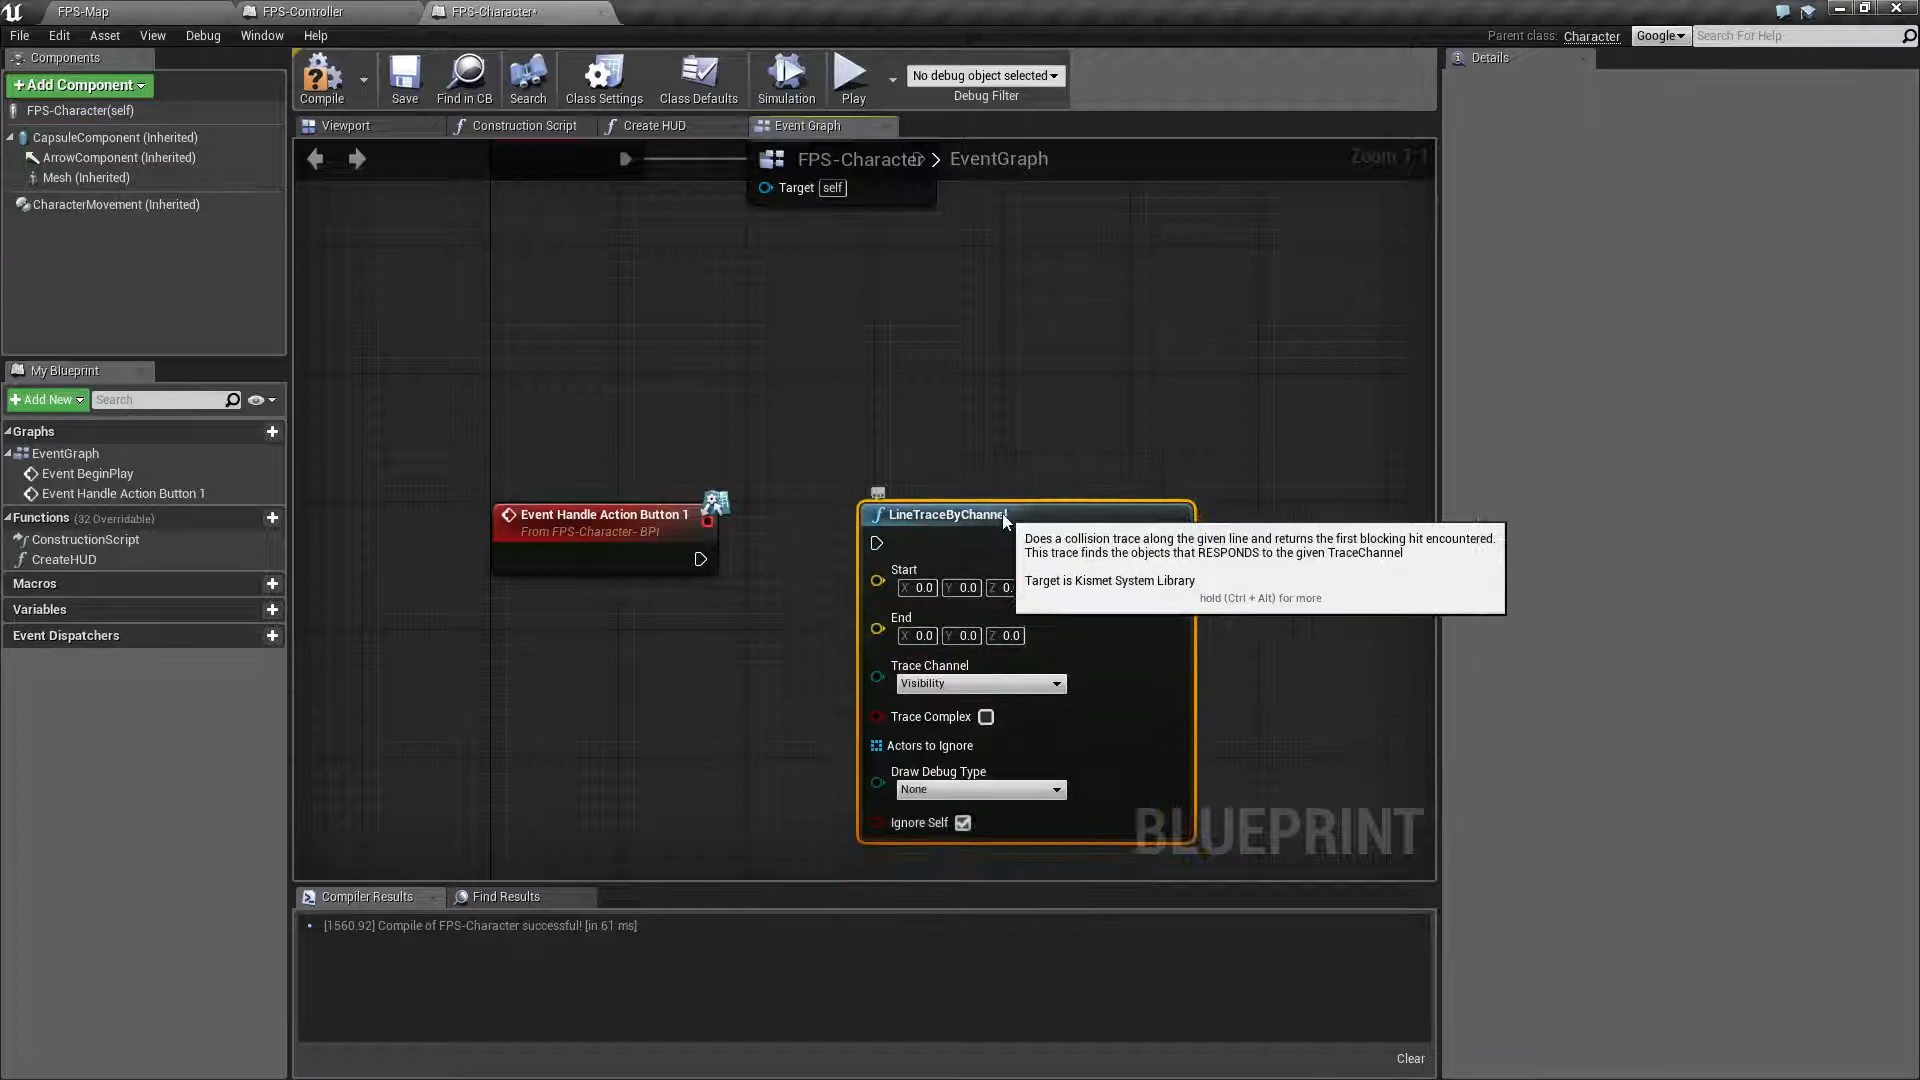 FPS-Map
FPS-Controller
FPS-Character*
File Edit Asset View Debug Window Help
Parent class: Character Google Search For Help
Components
Details
+Add Component
FPS-Character(self)
CapsuleComponent (Inherited)
ArrowComponent (Inherited)
Mesh (Inherited)
CharacterMovement (Inherited)
Compile Save Find in CB Search Class Settings Class Defaults Simulation Play
No debug object selected
Debug Filter
Viewport Construction Script Create HUD Event Graph
FPS-Character > EventGraph
Zoom 1:1
Target self
My Blueprint
+Add New Search
Graphs
EventGraph
Event BeginPlay
Event Handle Action Button 1
Functions (32 Overridable)
ConstructionScript
CreateHUD
Macros
Variables
Event Dispatchers
Event Handle Action Button 1
From FPS-Character- BPI
LineTraceByChannel
Start
X 0.0 Y 0.0 Z 0.
End
X 0.0 Y 0.0 Z 0.0
Trace Channel
Visibility
Trace Complex
Actors to Ignore
Draw Debug Type
None
Ignore Self
Does a collision trace along the given line and returns the first blocking hit encountered.
This trace finds the objects that RESPONDS to the given TraceChannel
Target is Kismet System Library
hold (Ctrl + Alt) for more
BLUEPRINT
Compiler Results Find Results
[1560.92] Compile of FPS-Character successful! [in 61 ms]
Clear